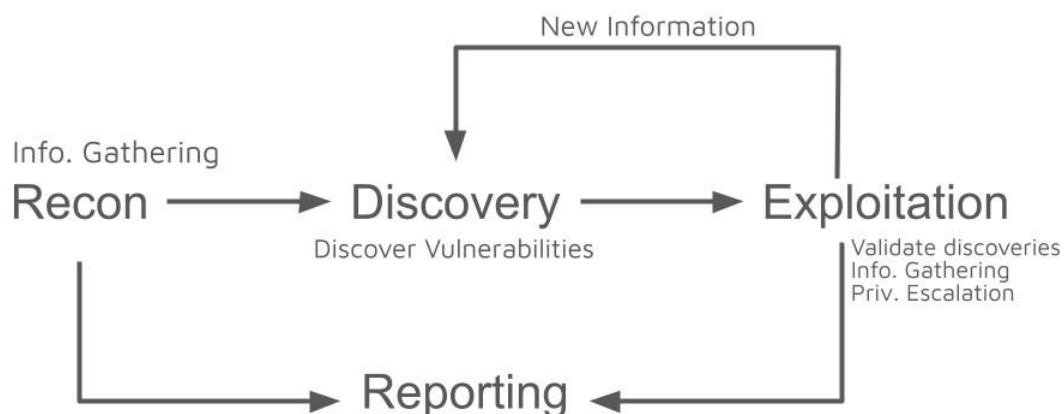 New Information
Info. Gathering
Recon
Discovery
Exploitation
Discover Vulnerabilities
Validate discoveries
Info. Gathering
Priv. Escalation
Reporting